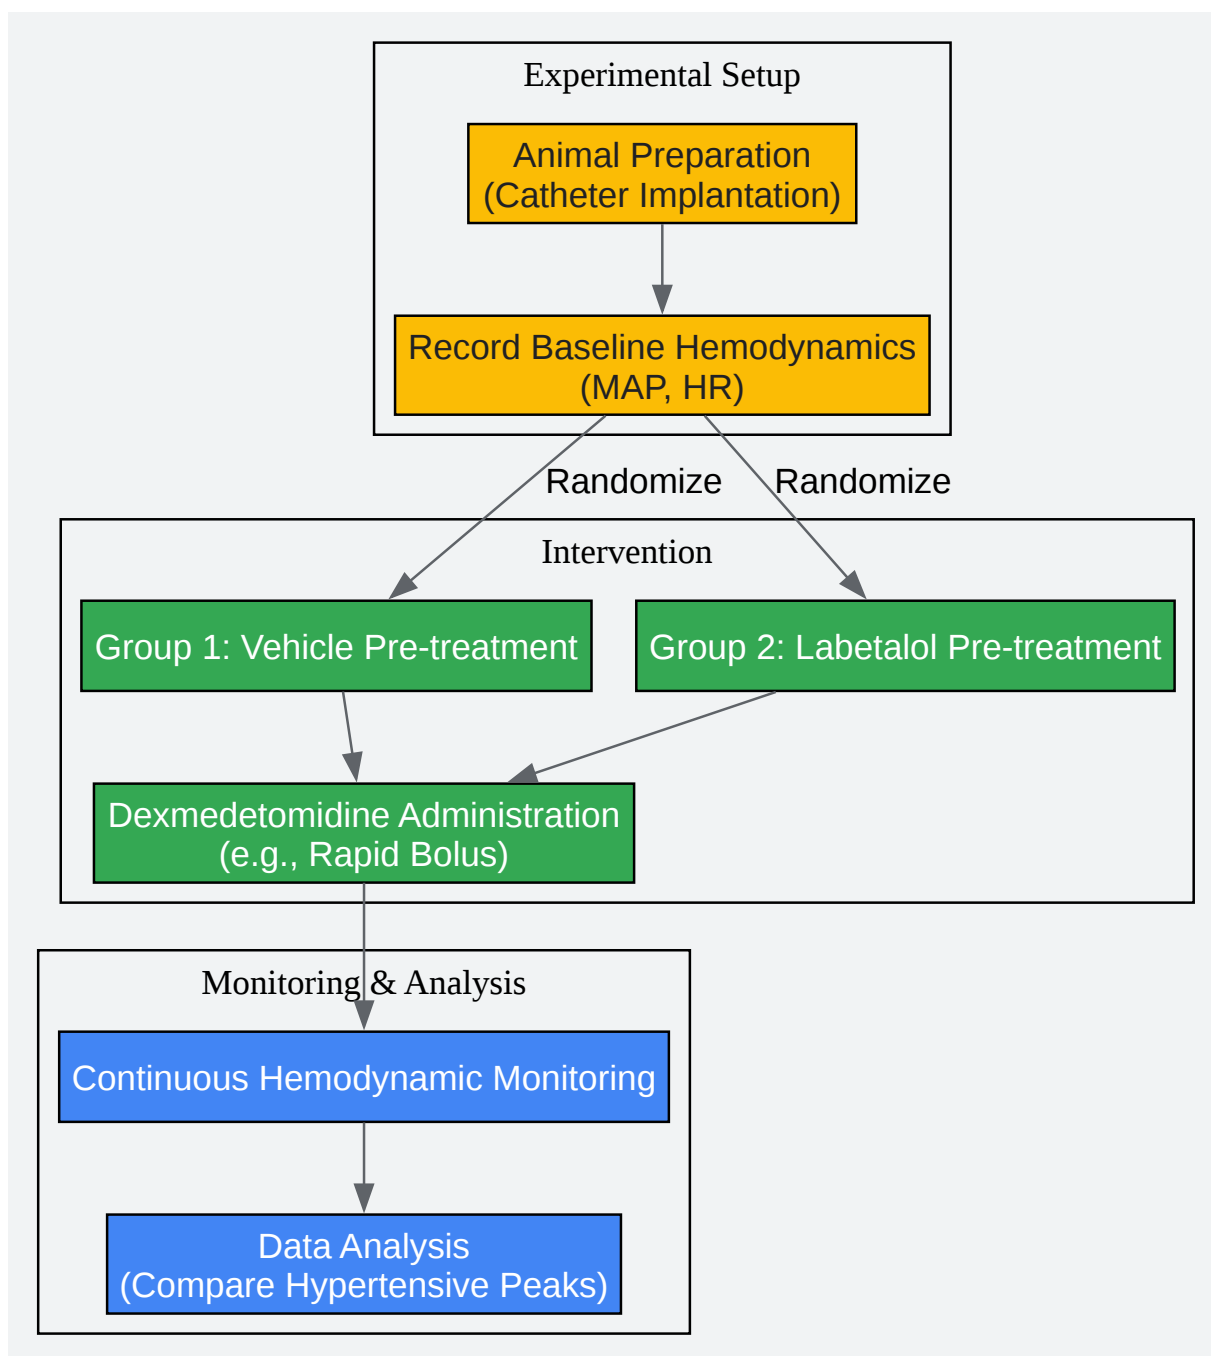 Experimental Setup
Animal Preparation
(Catheter Implantation)
Record Baseline Hemodynamics
(MAP, HR)
Randomize
Randomize
Intervention
Group 1: Vehicle Pre-treatment
Group 2: Labetalol Pre-treatment
Dexmedetomidine Administration
(e.g., Rapid Bolus)
Monitoring & Analysis
Continuous Hemodynamic Monitoring
Data Analysis
(Compare Hypertensive Peaks)